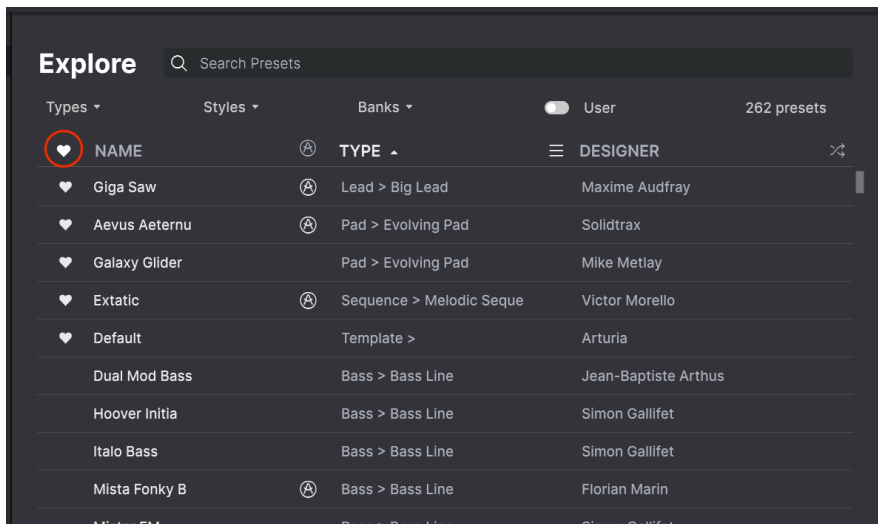 Explore Search Presets
Types Styles Banks User 262 presets
NAME TYPE DESIGNER
Giga Saw Lead > Big Lead Maxime Audfray
Aevus Aeternu Pad > Evolving Pad Solidtrax
Galaxy Glider Pad > Evolving Pad Mike Metlay
Extatic Sequence > Melodic Seque Victor Morello
Default Template > Arturia
Dual Mod Bass Bass > Bass Line Jean-Baptiste Arthus
Hoover Initia Bass > Bass Line Simon Gallifet
Italo Bass Bass > Bass Line Simon Gallifet
Mista Fonky B Bass > Bass Line Florian Marin